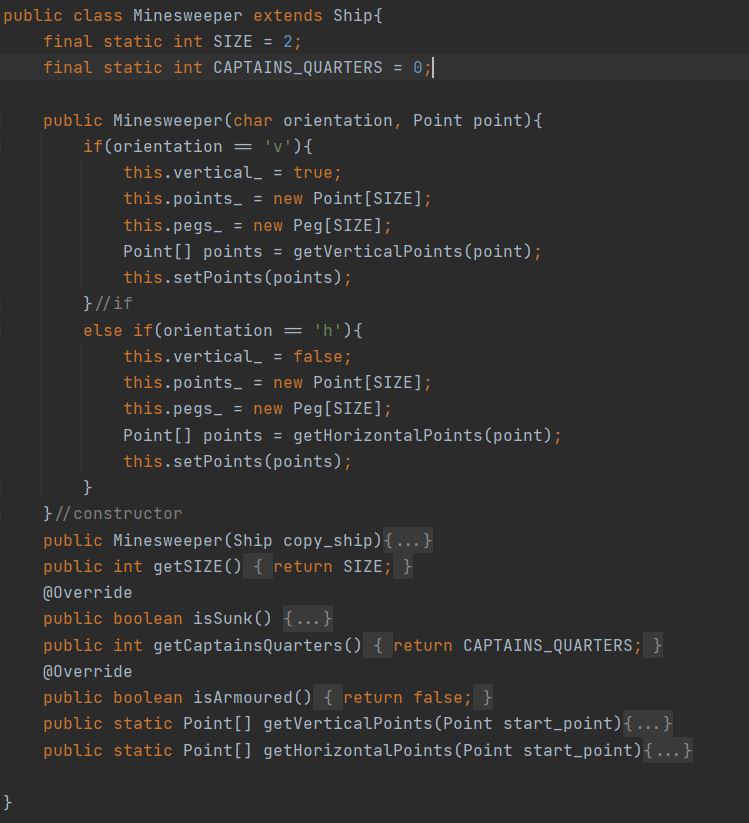 public class Minesweeper extends Ship{
    final static int SIZE = 2;
    final static int CAPTAINS_QUARTERS = 0;

    public Minesweeper(char orientation, Point point){
        if(orientation == 'v'){
            this.vertical_ = true;
            this.points_ = new Point[SIZE];
            this.pegs_ = new Peg[SIZE];
            Point[] points = getVerticalPoints(point);
            this.setPoints(points);
        }//if
        else if(orientation == 'h'){
            this.vertical_ = false;
            this.points_ = new Point[SIZE];
            this.pegs_ = new Peg[SIZE];
            Point[] points = getHorizontalPoints(point);
            this.setPoints(points);
        }
    }//constructor
    public Minesweeper(Ship copy_ship){...}
    public int getSIZE() { return SIZE; }
    @Override
    public boolean isSunk() {...}
    public int getCaptainsQuarters() { return CAPTAINS_QUARTERS; }
    @Override
    public boolean isArmoured() { return false; }
    public static Point[] getVerticalPoints(Point start_point){...}
    public static Point[] getHorizontalPoints(Point start_point){...}

}